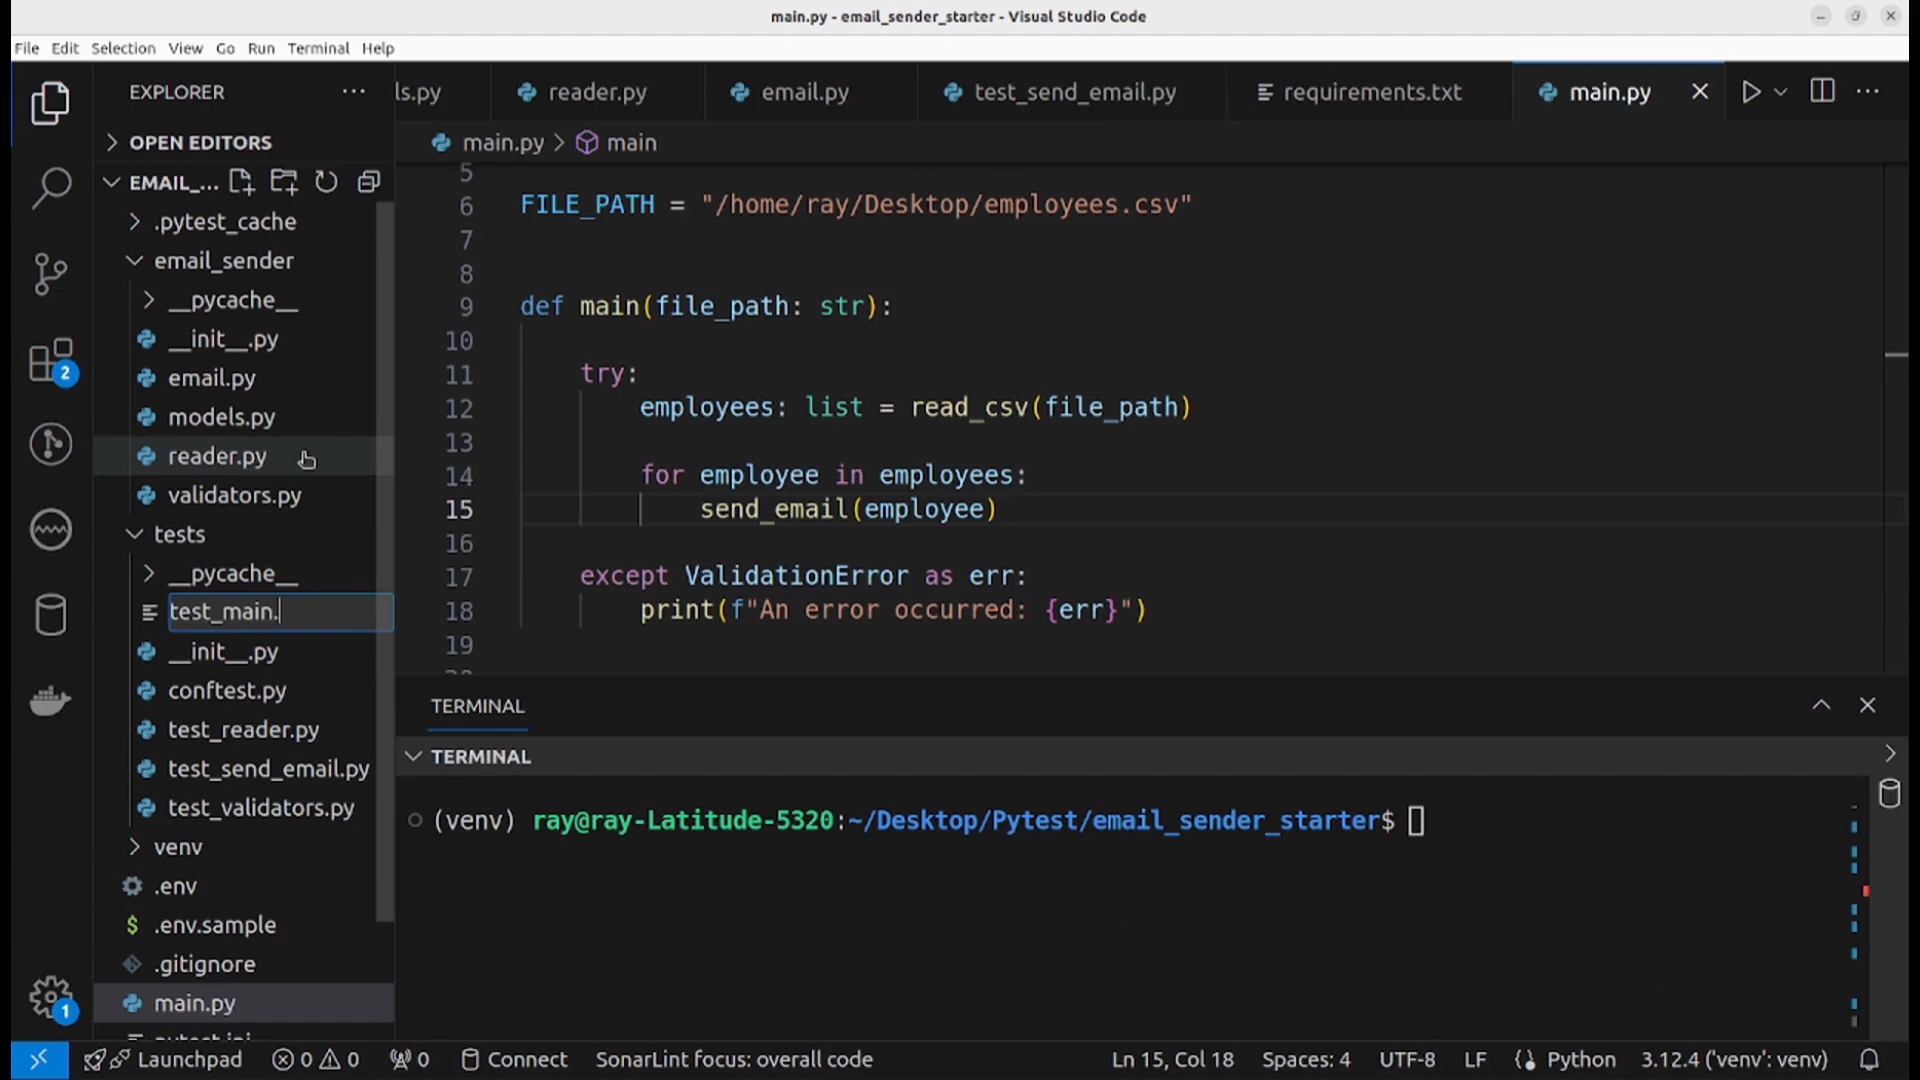 main.py - email_sender_starter - Visual Studio Code
File Edit Selection View Go Run Terminal Help
EXPLORER
ls.py reader.py email.py test_send_email.py requirements.txt main.py
OPEN EDITORS
main.py > main
EMAIL_...
.pytest_cache
email_sender
__pycache__
__init__.py
email.py
models.py
reader.py
validators.py
tests
__pycache__
test_main.
__init__.py
conftest.py
test_reader.py
test_send_email.py
test_validators.py
venv
.env
.env.sample
.gitignore
main.py
5
6 FILE_PATH = "/home/ray/Desktop/employees.csv"
7
8
9 def main(file_path: str):
10
11 try:
12 employees: list = read_csv(file_path)
13
14 for employee in employees:
15 send_email(employee)
16
17 except ValidationError as err:
18 print(f"An error occurred: {err}")
19
TERMINAL
TERMINAL
(venv) ray@ray-Latitude-5320:~/Desktop/Pytest/email_sender_starter$
2
1
Launchpad 0 0 0 Connect SonarLint focus: overall code Ln 15, Col 18 Spaces: 4 UTF-8 LF Python 3.12.4 ('venv': venv)